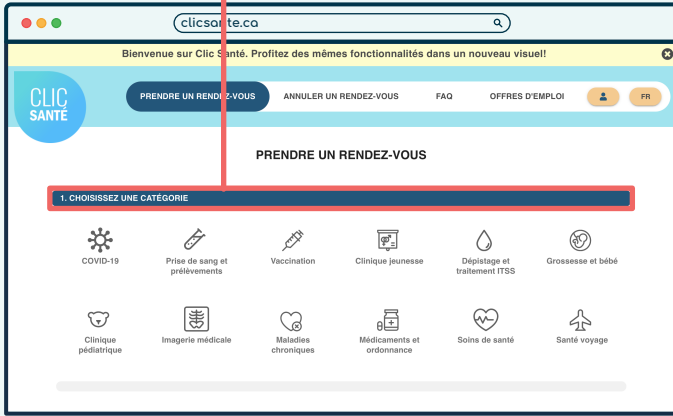 clicsante.ca
Bienvenue sur Clic Santé. Profitez des mêmes fonctionnalités dans un nouveau visuel!
CLIC
SANTÉ
PRENDRE UN RENDEZ-VOUS
ANNULER UN RENDEZ-VOUS
FAQ
OFFRES D'EMPLOI
FR
PRENDRE UN RENDEZ-VOUS
1. CHOISISSEZ UNE CATÉGORIE
COVID-19
Prise de sang et
prélèvements
Vaccination
Clinique jeunesse
Dépistage et
traitement ITSS
Grossesse et bébé
Clinique
pédiatrique
Imagerie médicale
Maladies
chroniques
Médicaments et
ordonnance
Soins de santé
Santé voyage